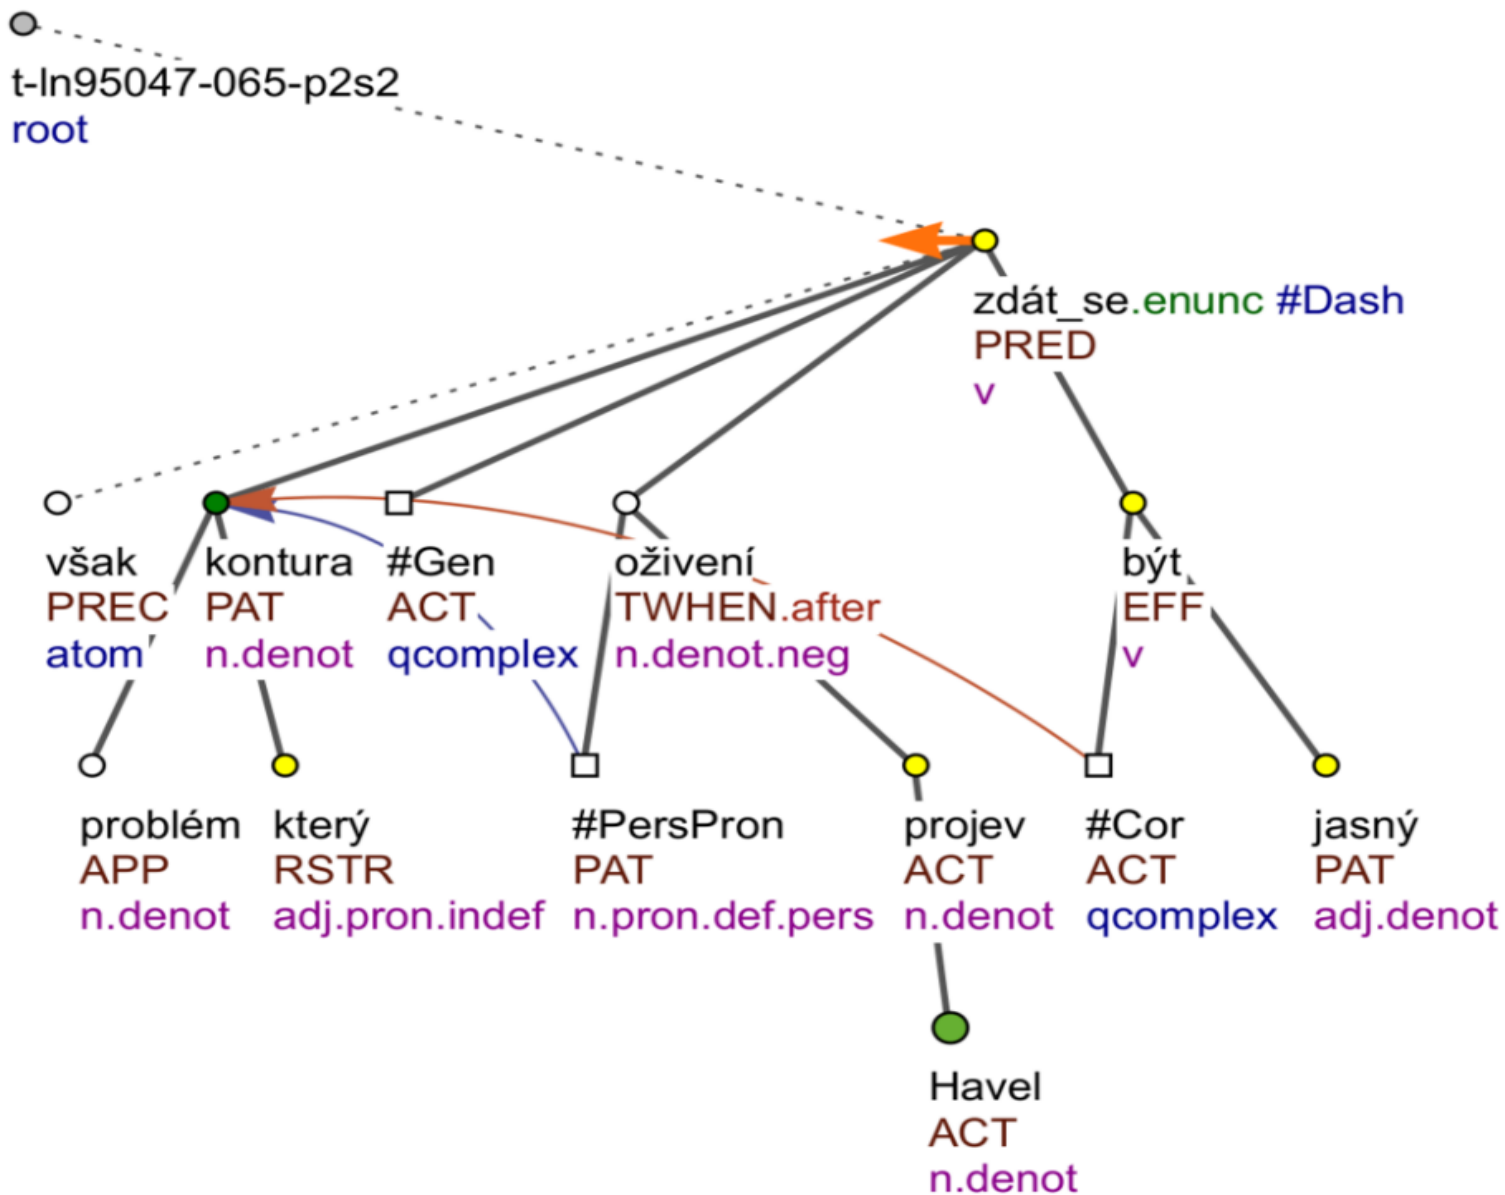 t-ln95047-065-p2s2
root
zdát_se.enunc #Dash
PRED
v
však
PREC
atom
kontura
PAT
n.denot
#Gen
ACT
qcomplex
oživení
TWHEN.after
n.denot.neg
být
EFF
v
problém
APP
n.denot
který
RSTR
adj.pron.indef
#PersPron
PAT
n.pron.def.pers
projev
ACT
n.denot
#Cor
ACT
qcomplex
jasný
PAT
adj.denot
Havel
ACT
n.denot